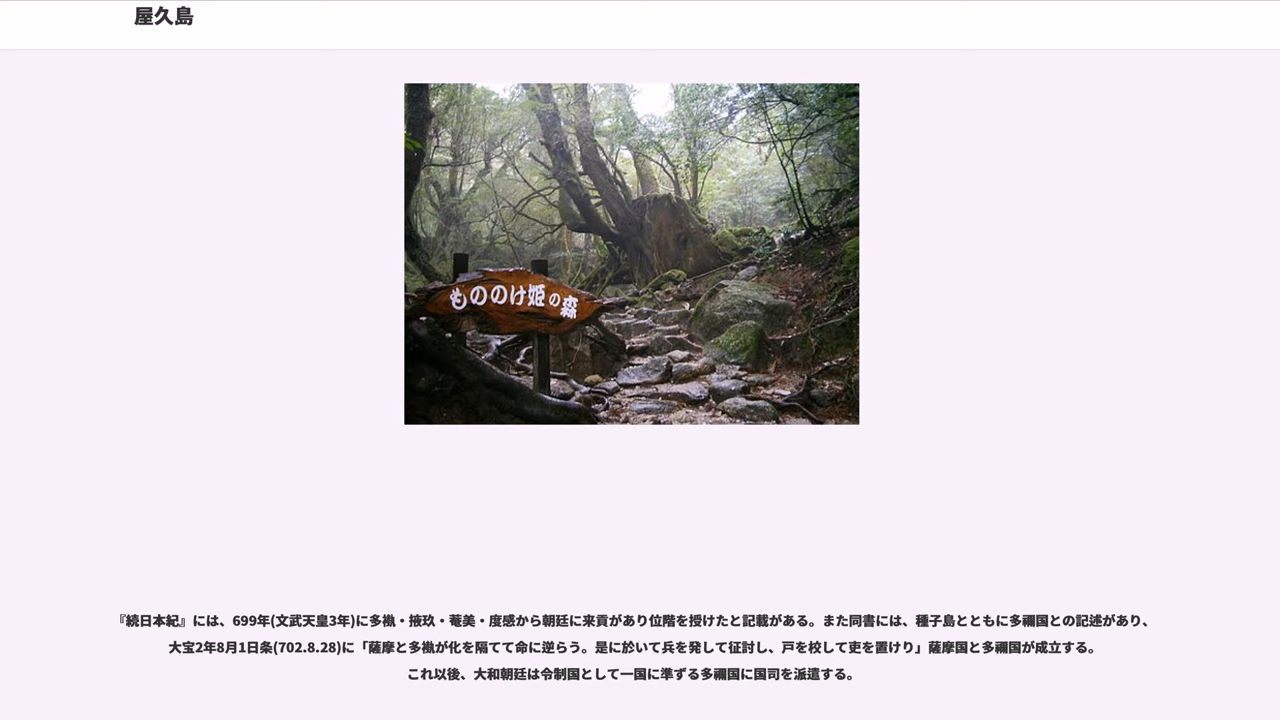 屋久島
もののけ姫の森
『続日本紀』には、699年(文武天皇3年)に多褹・掖玖・菴美・度感から朝廷に来貢があり位階を授けたと記載がある。また同書には、種子島とともに多禰国との記述があり、
大宝2年8月1日条(702.8.28)に「薩摩と多褹が化を隔てて命に逆らう。是に於いて兵を発して征討し、戸を校して吏を置けり」薩摩国と多禰国が成立する。
これ以後、大和朝廷は令制国として一国に準ずる多禰国に国司を派遣する。